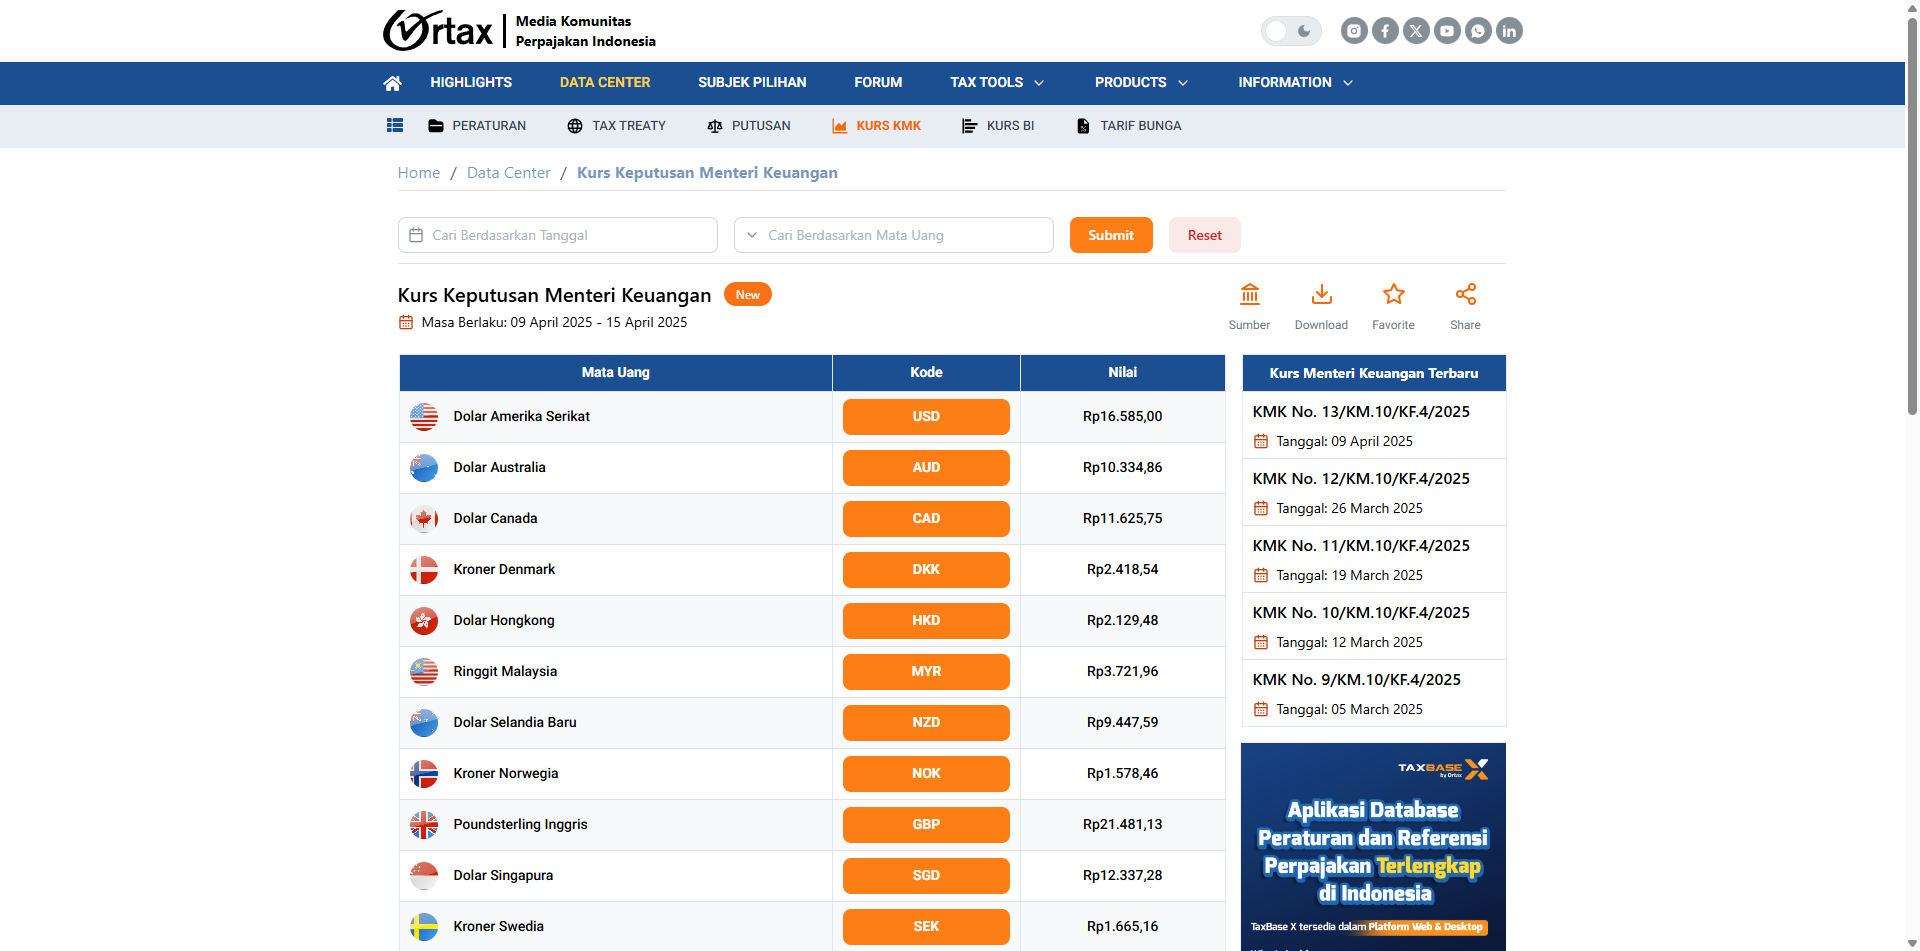 Ortax
Media Komunitas
Perpajakan Indonesia
HIGHLIGHTS
DATA CENTER
SUBJEK PILIHAN
FORUM
TAX TOOLS
PRODUCTS
INFORMATION
PERATURAN
TAX TREATY
PUTUSAN
KURS KMK
KURS BI
TARIF BUNGA
Home / Data Center / Kurs Keputusan Menteri Keuangan
Cari Berdasarkan Tanggal
Cari Berdasarkan Mata Uang
Submit
Reset
Kurs Keputusan Menteri Keuangan
New
Masa Berlaku: 09 April 2025 - 15 April 2025
Sumber
Download
Favorite
Share
Mata Uang Kode Nilai
Dolar Amerika Serikat USD Rp16.585,00
Dolar Australia AUD Rp10.334,86
Dolar Canada CAD Rp11.625,75
Kroner Denmark DKK Rp2.418,54
Dolar Hongkong HKD Rp2.129,48
Ringgit Malaysia MYR Rp3.721,96
Dolar Selandia Baru NZD Rp9.447,59
Kroner Norwegia NOK Rp1.578,46
Poundsterling Inggris GBP Rp21.481,13
Dolar Singapura SGD Rp12.337,28
Kroner Swedia SEK Rp1.665,16
Kurs Menteri Keuangan Terbaru
KMK No. 13/KM.10/KF.4/2025
Tanggal: 09 April 2025
KMK No. 12/KM.10/KF.4/2025
Tanggal: 26 March 2025
KMK No. 11/KM.10/KF.4/2025
Tanggal: 19 March 2025
KMK No. 10/KM.10/KF.4/2025
Tanggal: 12 March 2025
KMK No. 9/KM.10/KF.4/2025
Tanggal: 05 March 2025
TAXBASE X
by Ortax
Aplikasi Database
Peraturan dan Referensi
Perpajakan Terlengkap
di Indonesia
TaxBase X tersedia dalam Platform Web & Desktop